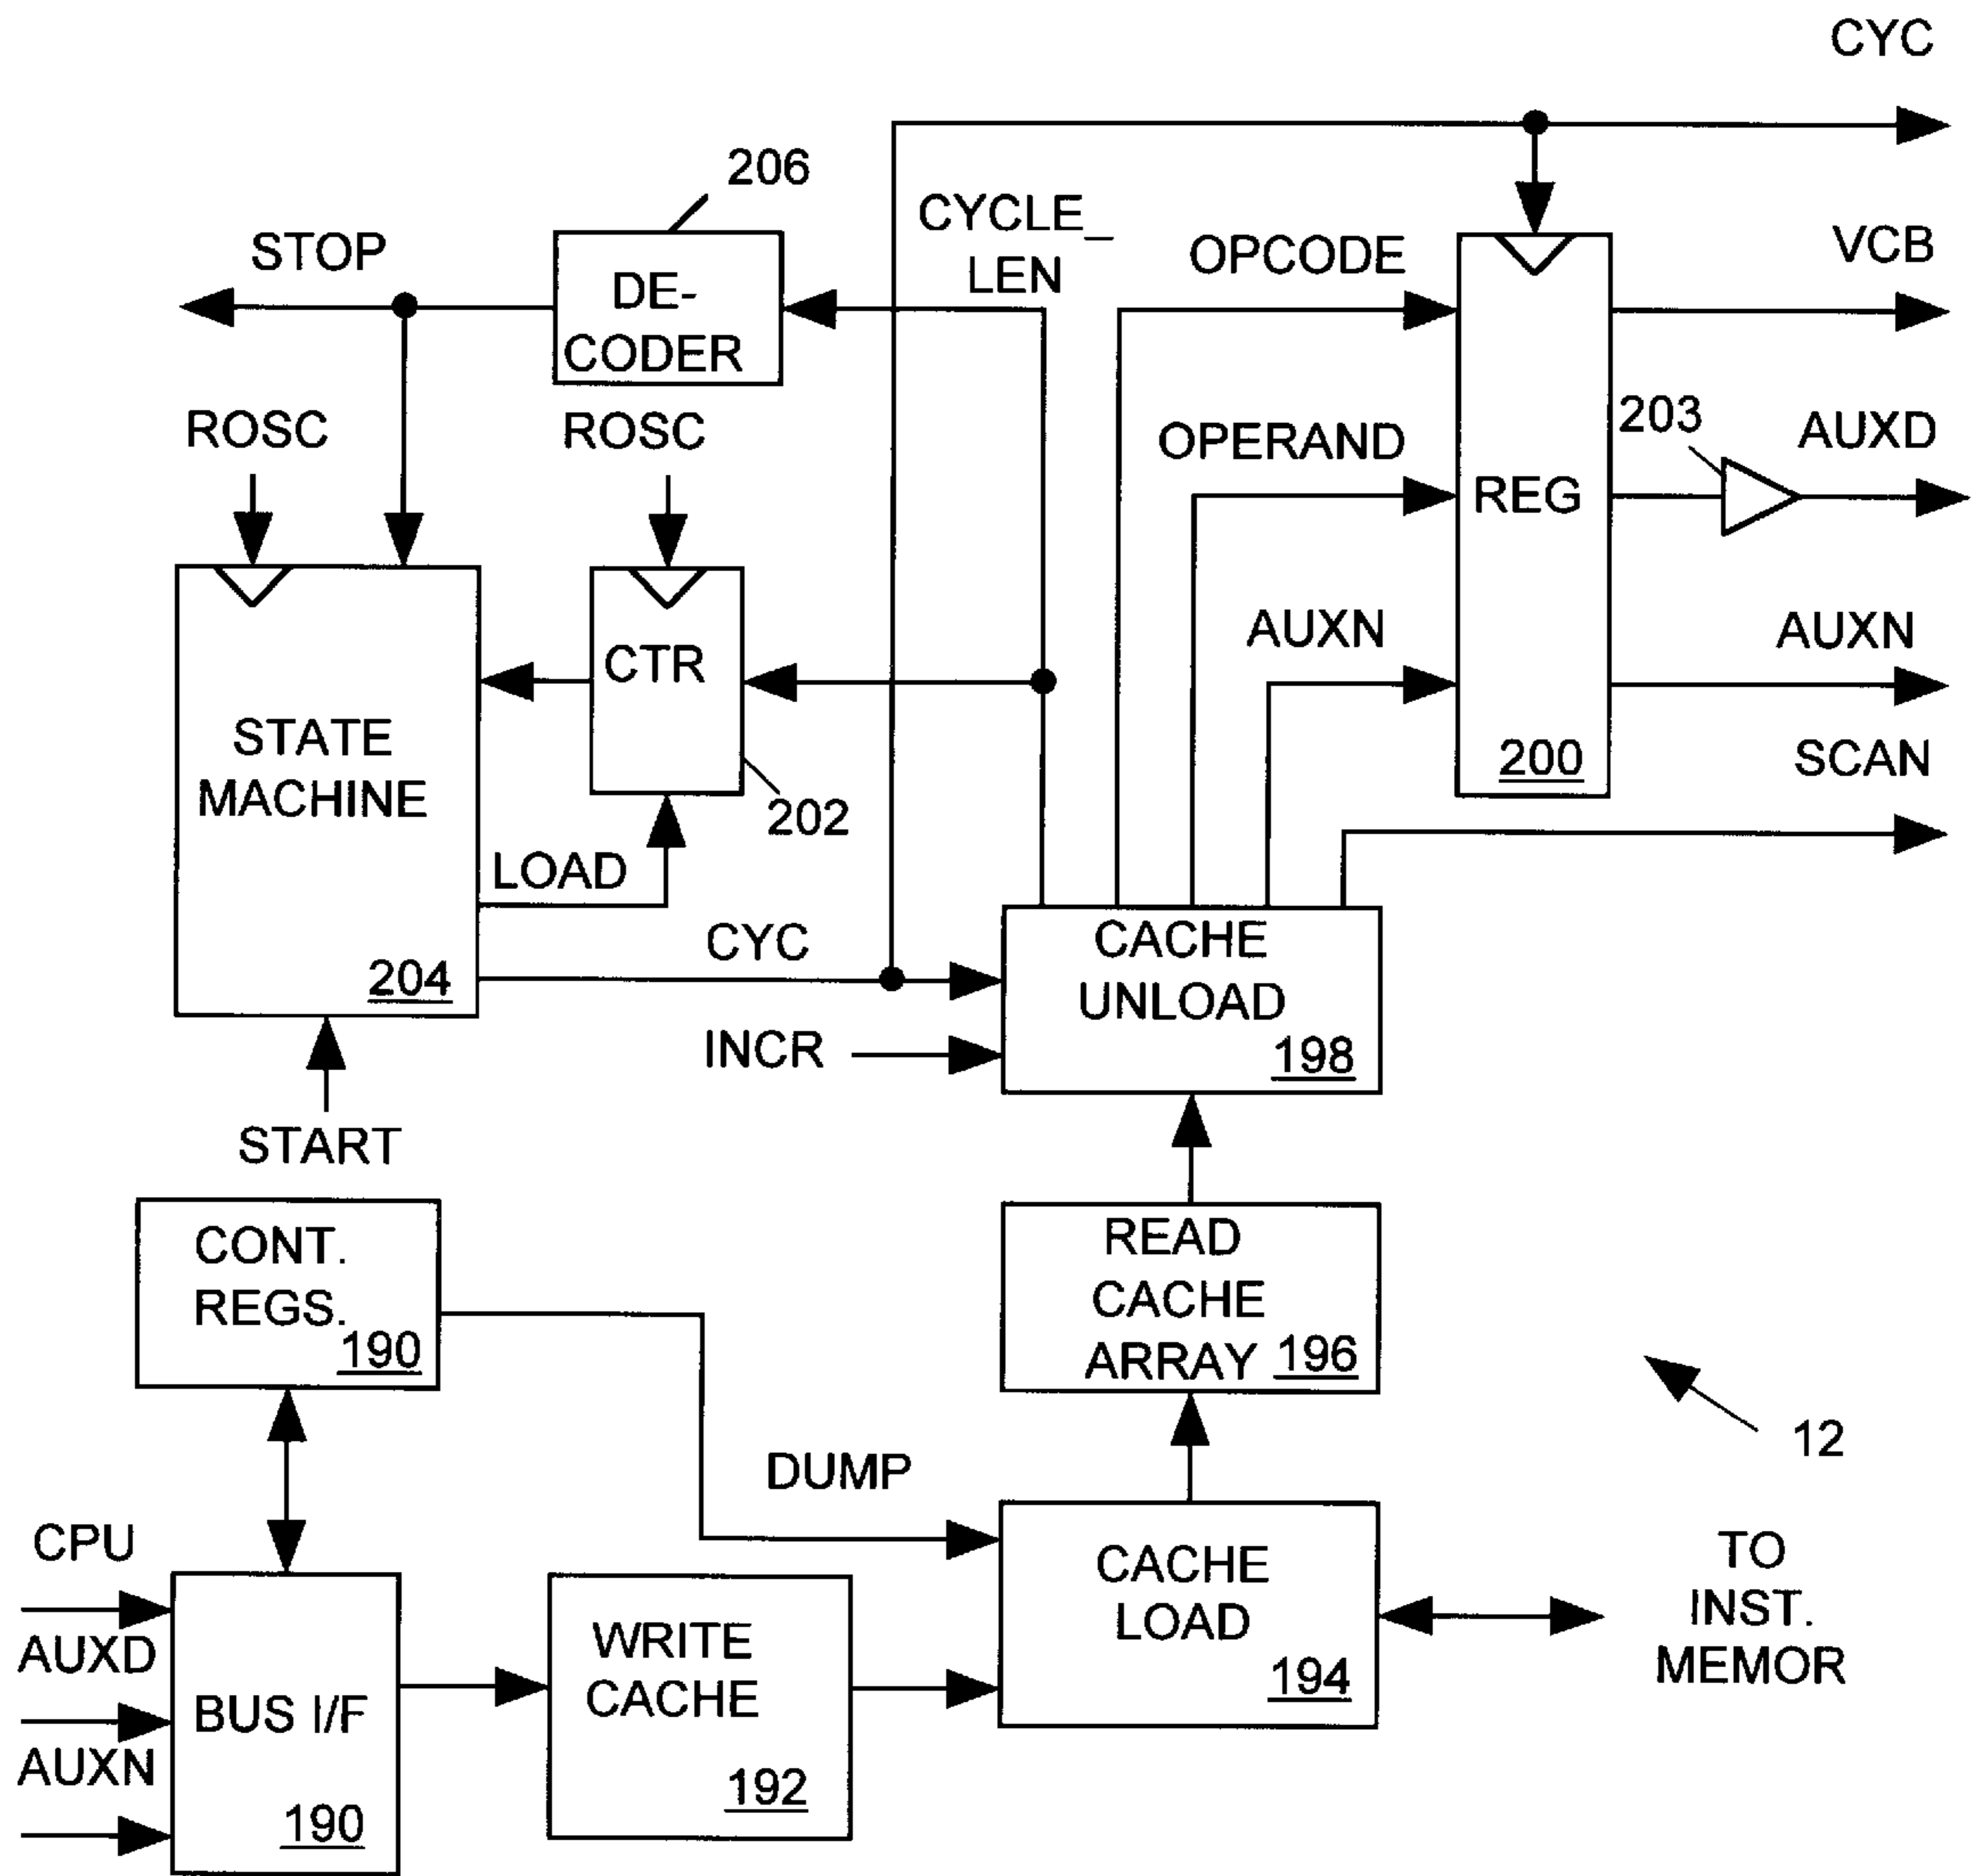 CYC
206
CYCLE_
LEN
STOP
OPCODE
VCB
DE-
CODER
ROSC
ROSC
OPERAND
203
AUXD
REG
AUXN
AUXN
CTR
STATE
MACHINE
200
SCAN
202
LOAD
204
CYC
CACHE
UNLOAD
198
INCR
START
CONT.
REGS.
190
READ
CACHE
ARRAY 196
12
DUMP
CPU
CACHE
LOAD
194
TO
INST.
MEMOR
AUXD
WRITE
CACHE
192
BUS I/F
AUXN
190